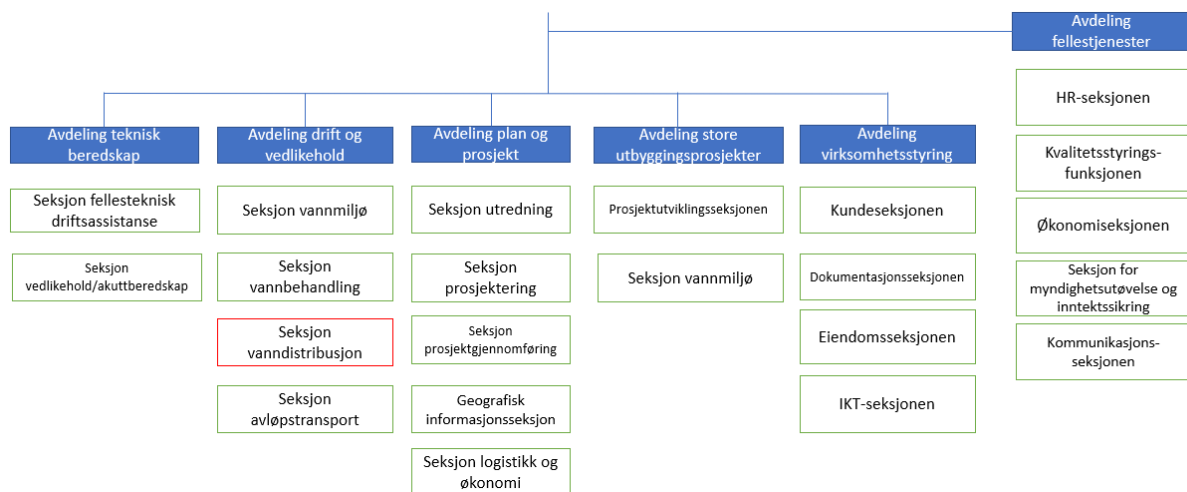 Avdeling
fellestjenester
HR-seksjonen
Kvalitetsstyrings-
funksjonen
Økonomiseksjonen
Seksjon for
myndighetsutøvelse og
inntektssikring
Kommunikasjons-
seksjonen
Avdeling teknisk
beredskap
Seksjon fellesteknisk
driftsassistanse
Seksjon
vedlikehold/akuttberedskap
Avdeling drift og
vedlikehold
Seksjon vannmiljø
Seksjon
vannbehandling
Seksjon
vanndistribusjon
Seksjon
avløpstransport
Avdeling plan og
prosjekt
Seksjon utredning
Seksjon
prosjektering
Seksjon
prosjektgjennomføring
Geografisk
informasjonsseksjon
Seksjon logistikk og
økonomi
Avdeling store
utbyggingsprosjekter
Prosjektutviklingsseksjonen
Seksjon vannmiljø
Avdeling
virksomhetsstyring
Kundeseksjonen
Dokumentasjonsseksjonen
Eiendomsseksjonen
IKT-seksjonen